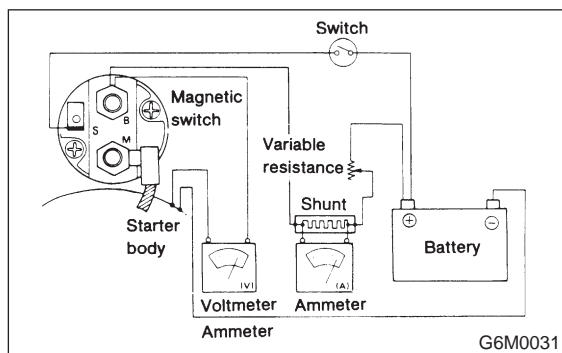 Switch
Magnetic
switch
B
S
M
Variable
resistance
Shunt
Starter
body
+
−
Battery
(V)
(A)
Voltmeter
Ammeter
Ammeter
G6M0031